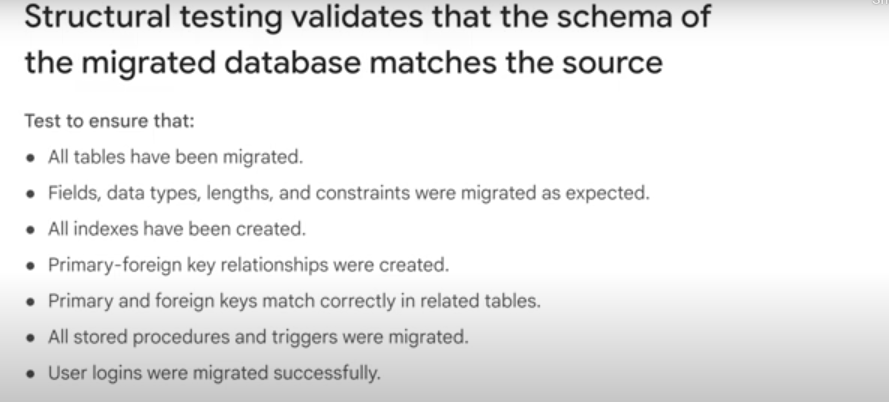 Structural testing validates that the schema of
the migrated database matches the source
Test to ensure that:
● All tables have been migrated.
● Fields, data types, lengths, and constraints were migrated as expected.
● All indexes have been created.
● Primary-foreign key relationships were created.
● Primary and foreign keys match correctly in related tables.
● All stored procedures and triggers were migrated.
● User logins were migrated successfully.